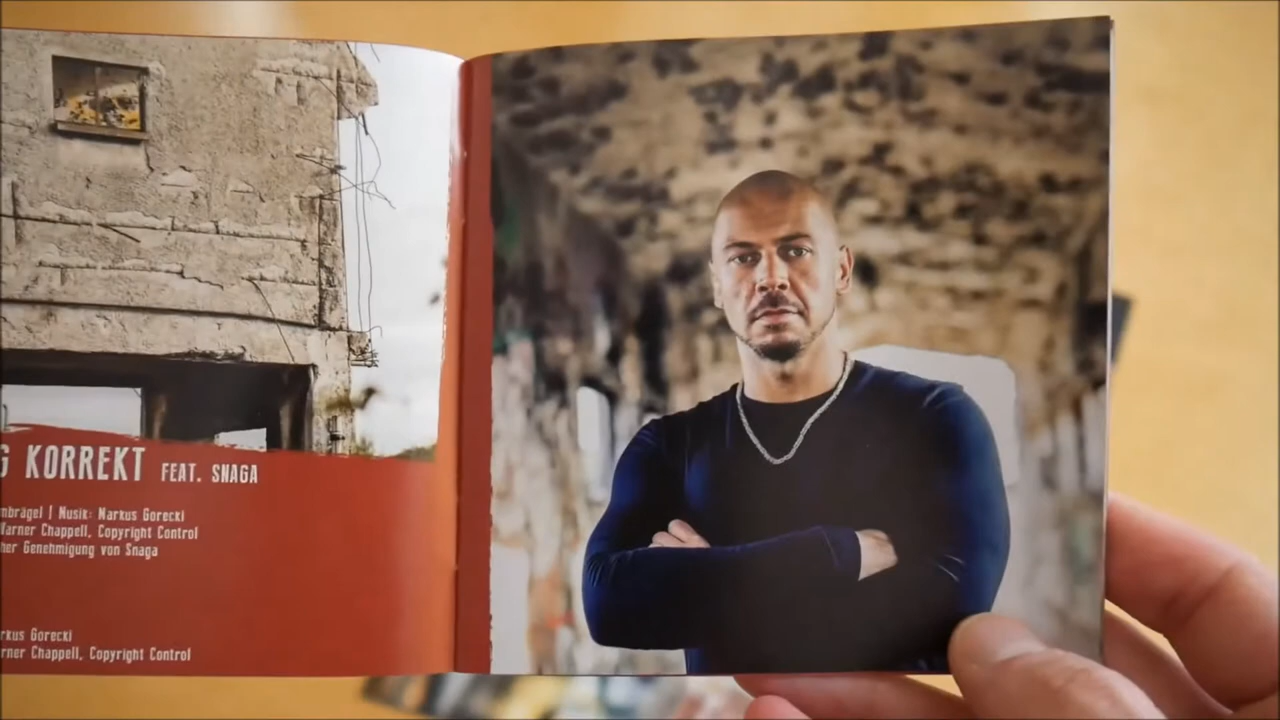 G KORREKT FEAT. SNAGA
mbrägel | Musik: Markus Gorecki
Warner Chappell, Copyright Control
her Genehmigung von Snaga
rkus Gorecki
rner Chappell, Copyright Control